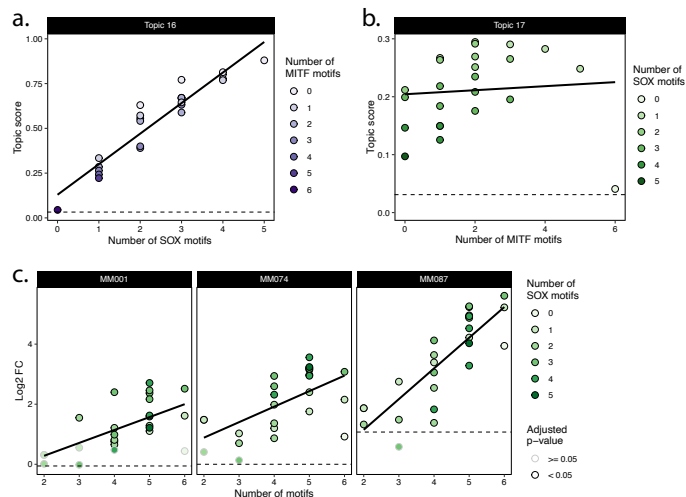 a.
Topic 16
1.00
0.75
0.50
0.25
0.00
Topic score
0 1 2 3 4 5
Number of SOX motifs
Number of
MITF motifs
0
1
2
3
4
5
6
b.
Topic 17
0.3
0.2
0.1
0.0
Topic score
0 1 2 3 4 5 6
Number of MITF motifs
Number of
SOX motifs
0
1
2
3
4
5
c.
MM001 MM074 MM087
4
2
0
Log2 FC
2 3 4 5 6 2 3 4 5 6 2 3 4 5 6
Number of motifs
Number of
SOX motifs
0
1
2
3
4
5
Adjusted
p-value
>= 0.05
< 0.05